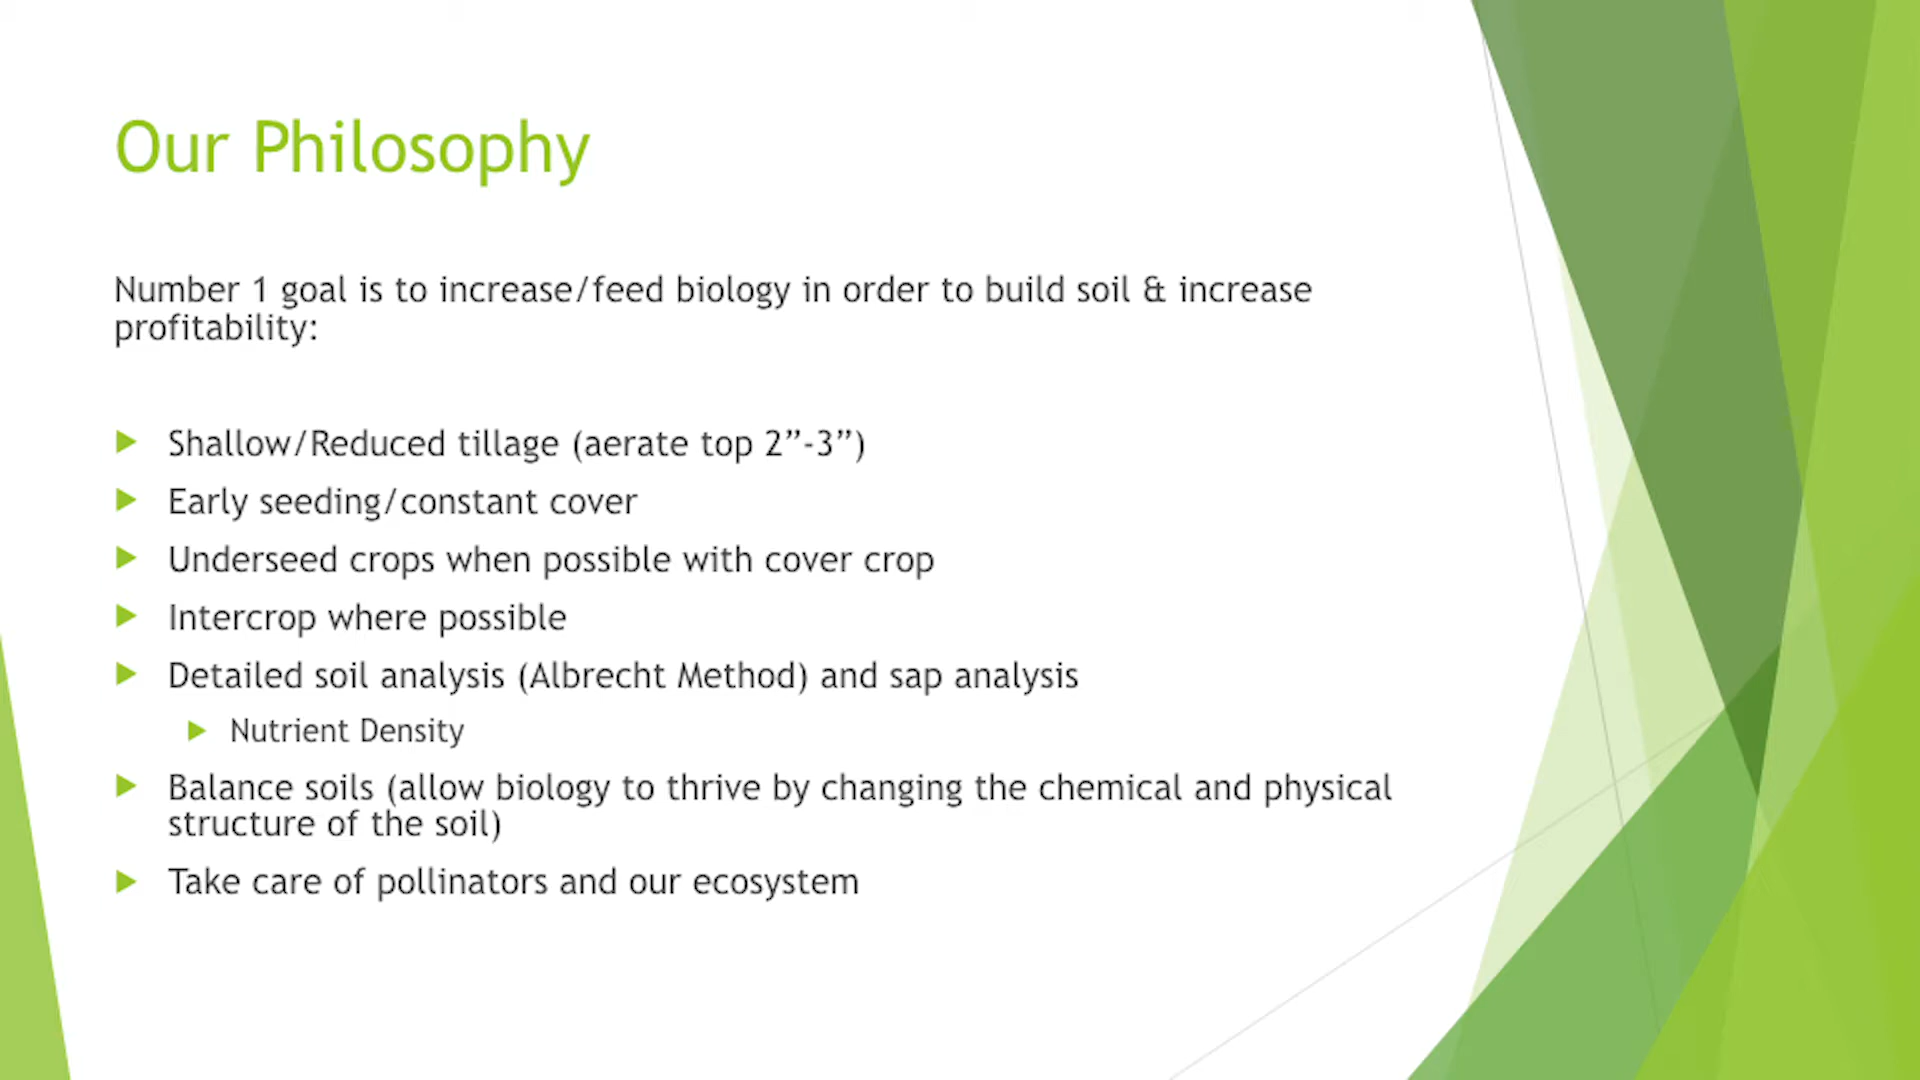 Our Philosophy
Number 1 goal is to increase/feed biology in order to build soil & increase
profitability:
Shallow/Reduced tillage (aerate top 2”-3”)
Early seeding/constant cover
Underseed crops when possible with cover crop
Intercrop where possible
Detailed soil analysis (Albrecht Method) and sap analysis
Nutrient Density
Balance soils (allow biology to thrive by changing the chemical and physical
structure of the soil)
Take care of pollinators and our ecosystem